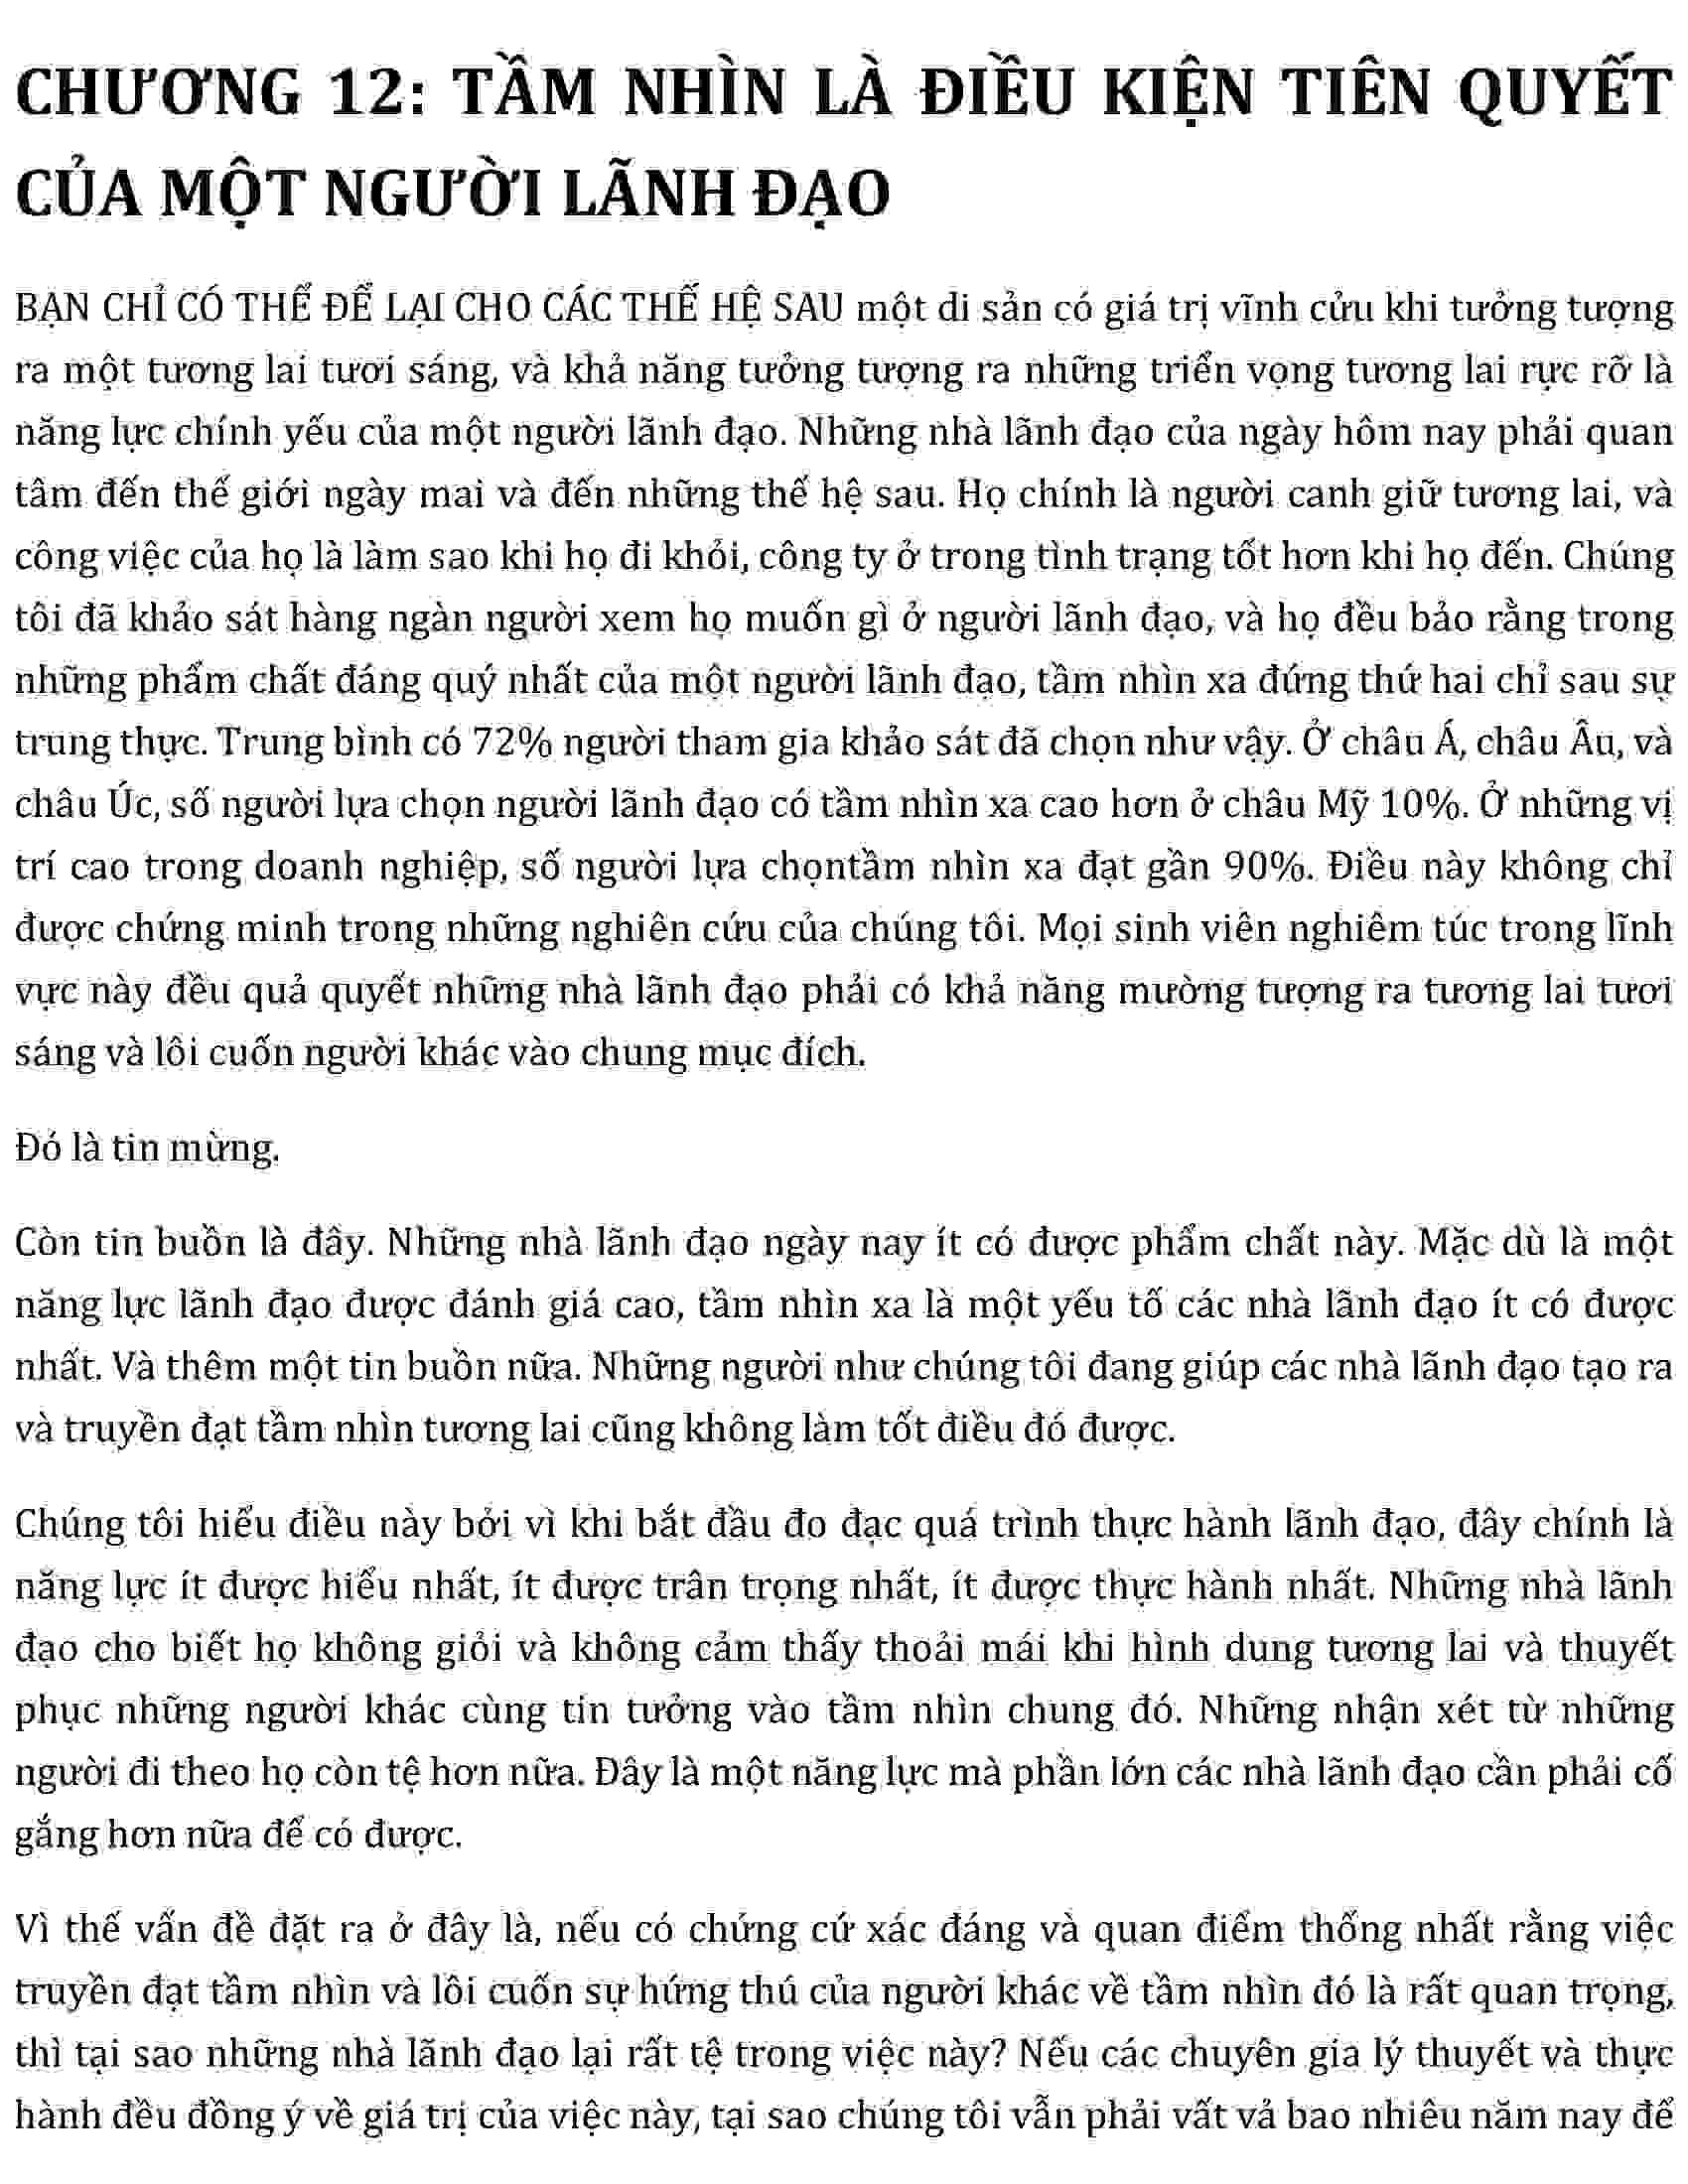 CHƯƠNG 12: TẦM NHÌN LÀ ĐIỀU KIỆN TIÊN QUYẾT
CỦA MỘT NGƯỜI LÃNH ĐẠO
BẠN CHỈ CÓ THỂ ĐỂ LẠI CHO CÁC THẾ HỆ SAU một di sản có giá trị vĩnh cửu khi tưởng tượng
ra một tương lai tươi sáng, và khả năng tưởng tượng ra những triển vọng tương lai rực rỡ là
năng lực chính yếu của một người lãnh đạo. Những nhà lãnh đạo của ngày hôm nay phải quan
tâm đến thế giới ngày mai và đến những thế hệ sau. Họ chính là người canh giữ tương lai, và
công việc của họ là làm sao khi họ đi khỏi, công ty ở trong tình trạng tốt hơn khi họ đến. Chúng
tôi đã khảo sát hàng ngàn người xem họ muốn gì ở người lãnh đạo, và họ đều bảo rằng trong
những phẩm chất đáng quý nhất của một người lãnh đạo, tầm nhìn xa đứng thứ hai chỉ sau sự
trung thực. Trung bình có 72% người tham gia khảo sát đã chọn như vậy. Ở châu Á, châu Âu, và
châu Úc, số người lựa chọn người lãnh đạo có tầm nhìn xa cao hơn ở châu Mỹ 10%. Ở những vị
trí cao trong doanh nghiệp, số người lựa chọntầm nhìn xa đạt gần 90%. Điều này không chỉ
được chứng minh trong những nghiên cứu của chúng tôi. Mọi sinh viên nghiêm túc trong lĩnh
vực này đều quả quyết những nhà lãnh đạo phải có khả năng mường tượng ra tương lai tươi
sáng và lôi cuốn người khác vào chung mục đích.
Đó là tin mừng.
Còn tin buồn là đây. Những nhà lãnh đạo ngày nay ít có được phẩm chất này. Mặc dù là một
năng lực lãnh đạo được đánh giá cao, tầm nhìn xa là một yếu tố các nhà lãnh đạo ít có được
nhất. Và thêm một tin buồn nữa. Những người như chúng tôi đang giúp các nhà lãnh đạo tạo ra
và truyền đạt tầm nhìn tương lai cũng không làm tốt điều đó được.
Chúng tôi hiểu điều này bởi vì khi bắt đầu đo đạc quá trình thực hành lãnh đạo, đây chính là
năng lực ít được hiểu nhất, ít được trân trọng nhất, ít được thực hành nhất. Những nhà lãnh
đạo cho biết họ không giỏi và không cảm thấy thoải mái khi hình dung tương lai và thuyết
phục những người khác cùng tin tưởng vào tầm nhìn chung đó. Những nhận xét từ những
người đi theo họ còn tệ hơn nữa. Đây là một năng lực mà phần lớn các nhà lãnh đạo cần phải cố
gắng hơn nữa để có được.
Vì thế vấn đề đặt ra ở đây là, nếu có chứng cứ xác đáng và quan điểm thống nhất rằng việc
truyền đạt tầm nhìn và lôi cuốn sự hứng thú của người khác về tầm nhìn đó là rất quan trọng,
thì tại sao những nhà lãnh đạo lại rất tệ trong việc này? Nếu các chuyên gia lý thuyết và thực
hành đều đồng ý về giá trị của việc này, tại sao chúng tôi vẫn phải vất vả bao nhiêu năm nay để